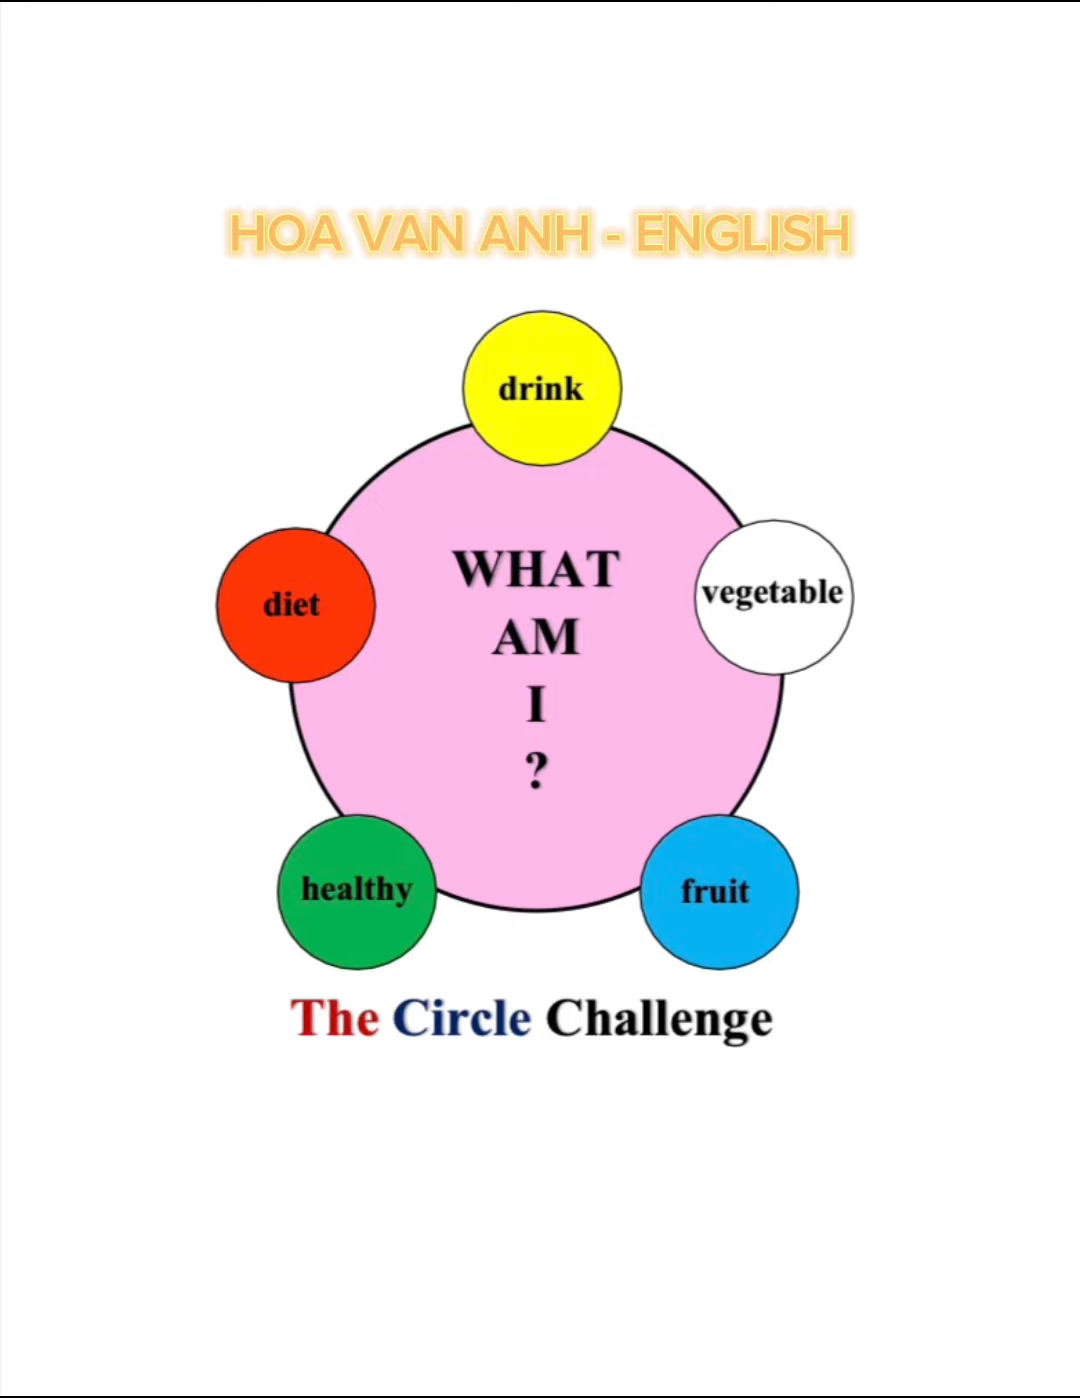 HOA VAN ANH - ENGLISH
drink
WHAT
AM
I
?
vegetable
diet
healthy
fruit
The Circle Challenge